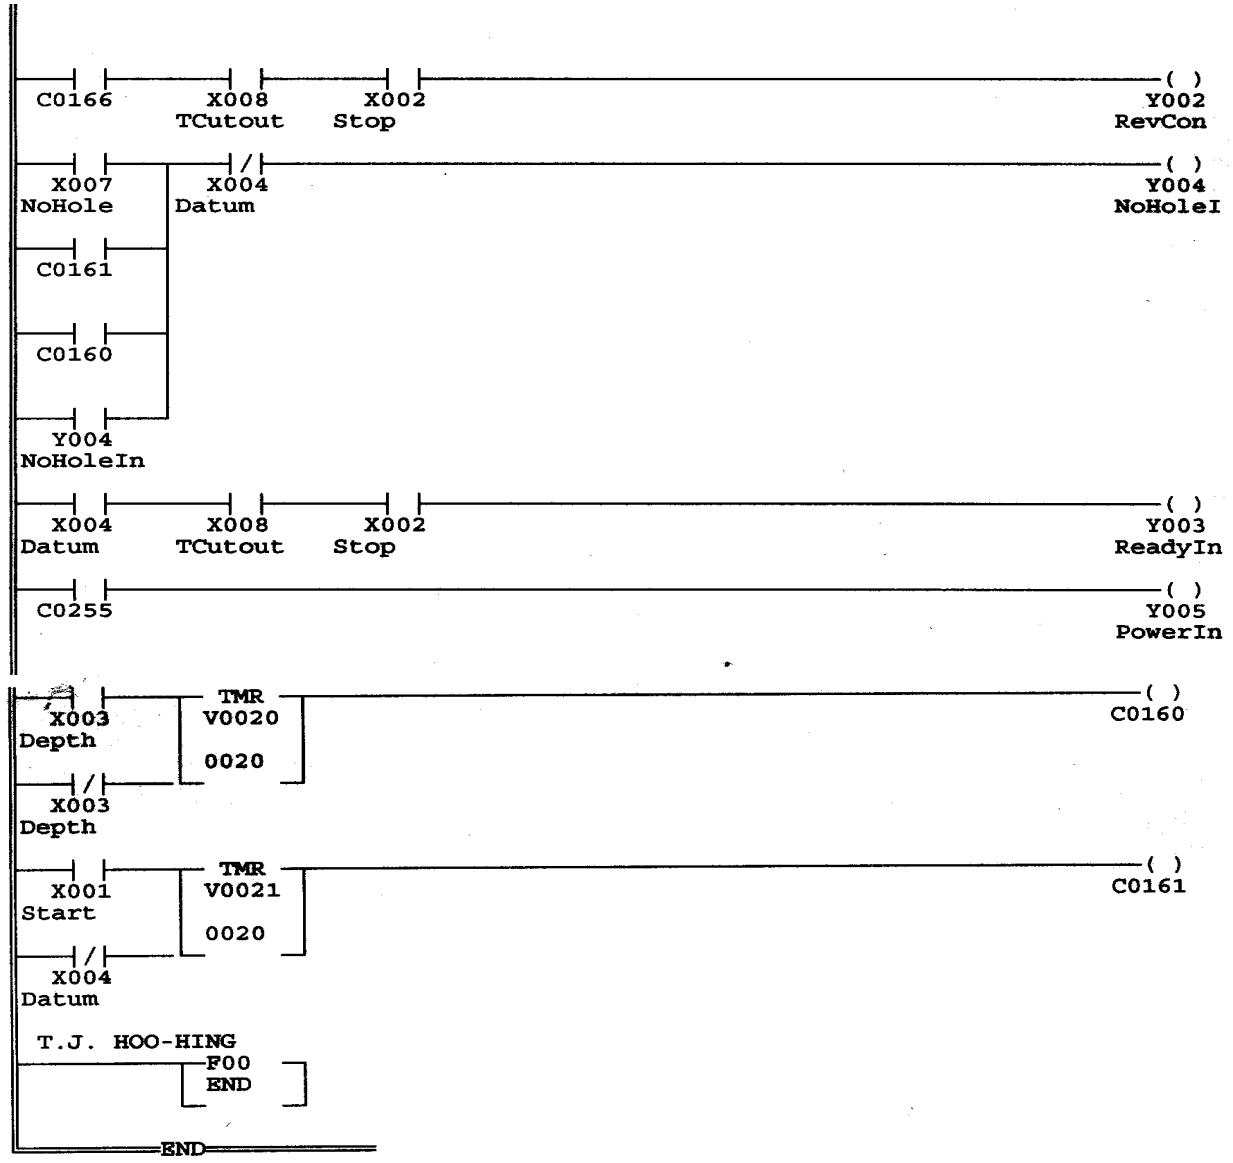 C0166 X008 X002 Y002
TCutout Stop RevCon
X007 X004 Y004
NoHole Datum NoHoleI
C0161
C0160
Y004
NoHoleIn
X004 X008 X002 Y003
Datum TCutout Stop ReadyIn
C0255 Y005
PowerIn
TMR
X003 V0020 C0160
Depth
0020
X003
Depth
TMR
X001 V0021 C0161
Start
0020
X004
Datum
T.J. HOO-HING
F00
END
END